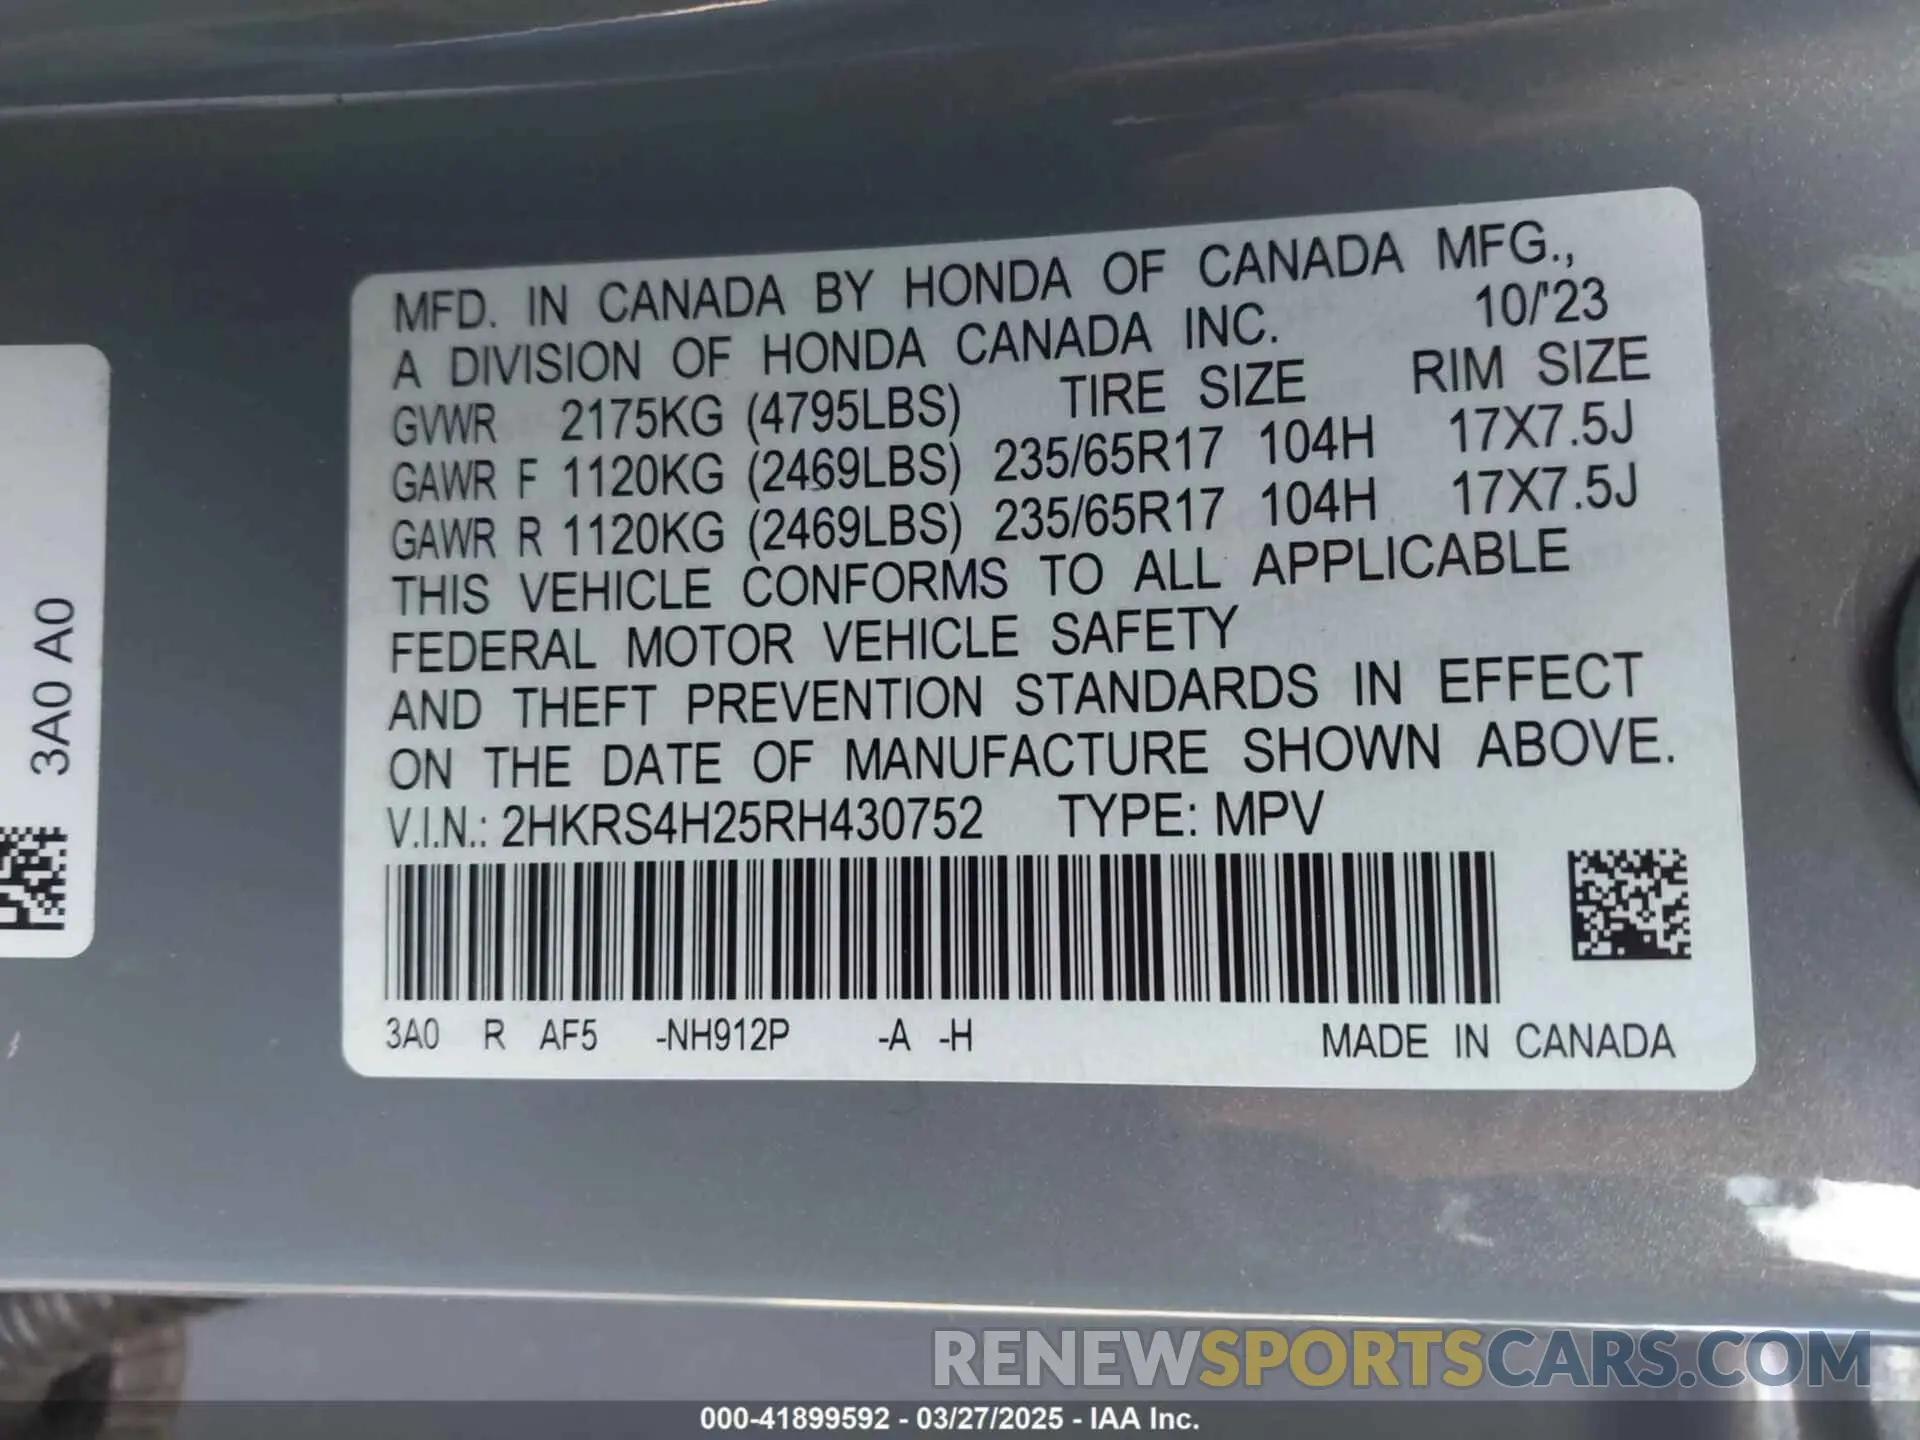 MFD. IN CANADA BY HONDA OF CANADA MFG.,
A DIVISION OF HONDA CANADA INC. 10/'23
GVWR 2175KG (4795LBS) TIRE SIZE RIM SIZE
GAWR F 1120KG (2469LBS) 235/65R17 104H 17X7.5J
GAWR R 1120KG (2469LBS) 235/65R17 104H 17X7.5J
THIS VEHICLE CONFORMS TO ALL APPLICABLE
FEDERAL MOTOR VEHICLE SAFETY
AND THEFT PREVENTION STANDARDS IN EFFECT
ON THE DATE OF MANUFACTURE SHOWN ABOVE.
V.I.N.: 2HKRS4H25RH430752 TYPE: MPV
3A0 R AF5 -NH912P -A -H MADE IN CANADA
3A0 A0
RENEWSPORTSCARS.COM
000-41899592 - 03/27/2025 - IAA Inc.